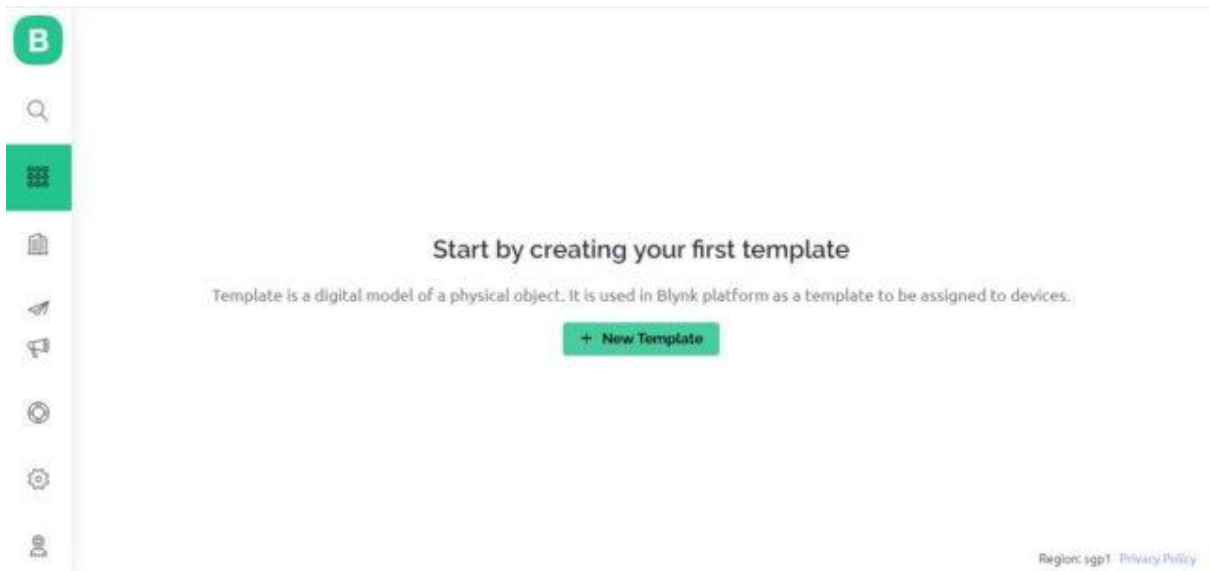 B
Start by creating your first template
Template is a digital model of a physical object. It is used in Blynk platform as a template to be assigned to devices.
+ New Template
Region: sgp1 Privacy Policy